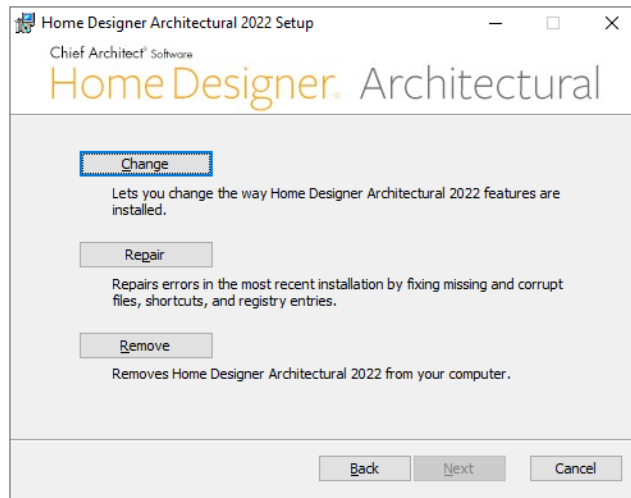 Home Designer Architectural 2022 Setup
Chief Architect® Software
Home Designer® Architectural
Change
Lets you change the way Home Designer Architectural 2022 features are
installed.
Repair
Repairs errors in the most recent installation by fixing missing and corrupt
files, shortcuts, and registry entries.
Remove
Removes Home Designer Architectural 2022 from your computer.
Back Next Cancel